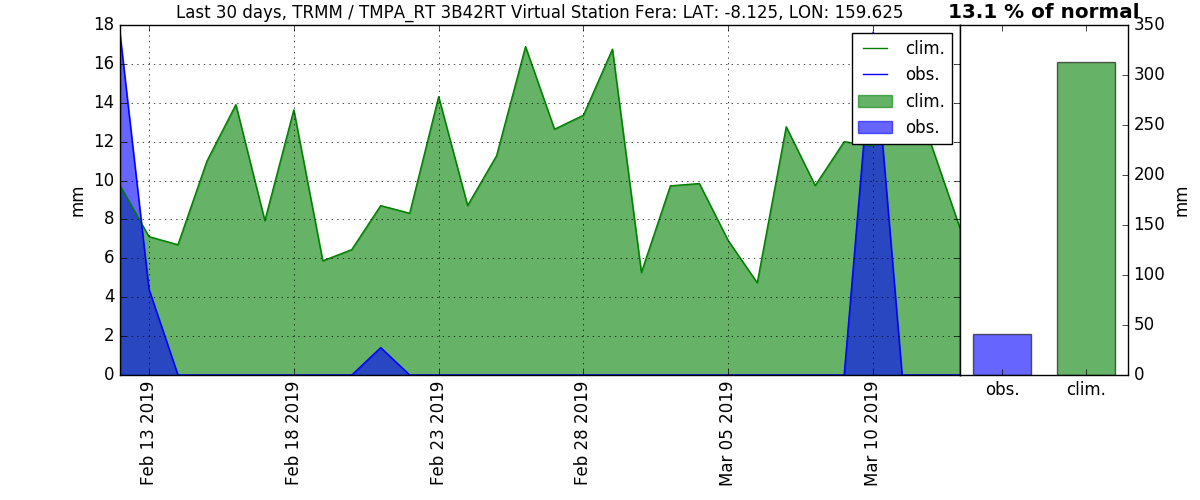 Last 30 days, TRMM / TMPA_RT 3B42RT Virtual Station Fera: LAT: -8.125, LON: 159.625
13.1 % of normal
18
16
14
12
10
8
6
4
2
0
mm
clim.
obs.
clim.
obs.
350
300
250
200
150
100
50
0
mm
obs.
clim.
Feb 13 2019
Feb 18 2019
Feb 23 2019
Feb 28 2019
Mar 05 2019
Mar 10 2019